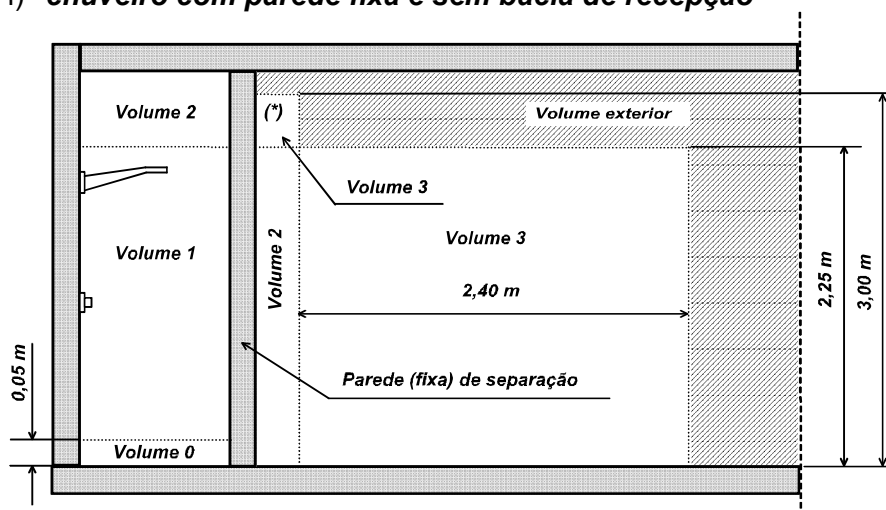 chuveiro com parede fixa e sem bacia de recepção
Volume 2
(*)
Volume exterior
Volume 3
Volume 3
Volume 1
Volume 2
2,40 m
2,25 m
3,00 m
0,05 m
Parede (fixa) de separação
Volume 0